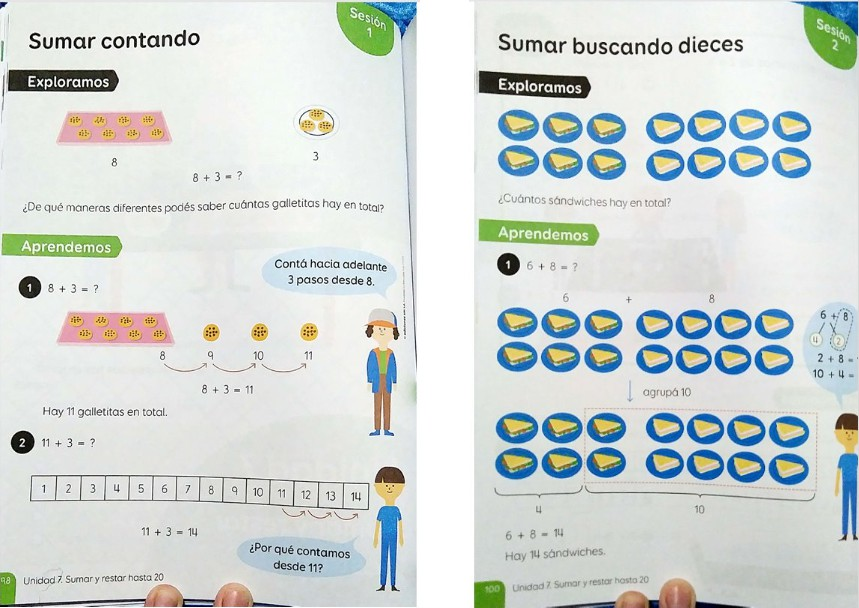 Sesión
1
Sumar contando
Exploramos
8
3
8 + 3 = ?
¿De qué maneras diferentes podés saber cuántas galletitas hay en total?
Aprendemos
Contá hacia adelante
3 pasos desde 8.
1 8 + 3 = ?
8 9 10 11
8 + 3 = 11
Hay 11 galletitas en total.
2 11 + 3 = ?
1 2 3 4 5 6 7 8 9 10 11 12 13 14
11 + 3 = 14
¿Por qué contamos
desde 11?
98 Unidad 7. Sumar y restar hasta 20
Sesión
2
Sumar buscando dieces
Exploramos
¿Cuántos sándwiches hay en total?
Aprendemos
1 6 + 8 = ?
6 + 8
6 + 8
4 2
2 + 8 =
10 + 4 =
agrupá 10
4 10
6 + 8 = 14
Hay 14 sándwiches.
100 Unidad 7. Sumar y restar hasta 20